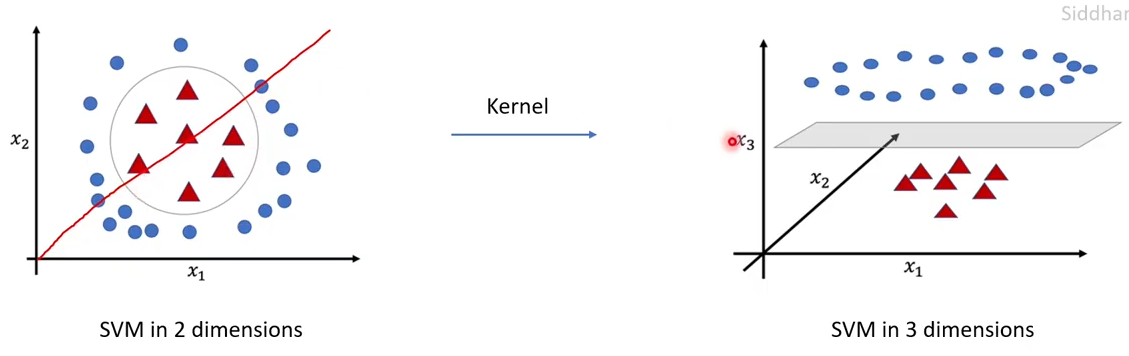 Siddhar
x₂
x₁
SVM in 2 dimensions
Kernel
x₃
x₂
x₁
SVM in 3 dimensions